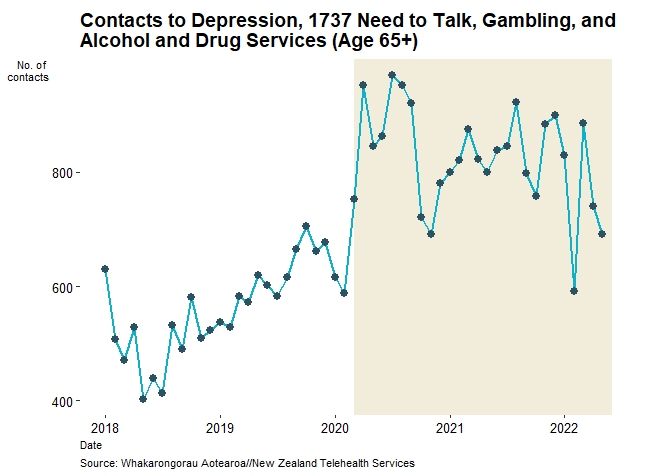 Contacts to Depression, 1737 Need to Talk, Gambling, and
Alcohol and Drug Services (Age 65+)
No. of
contacts
800
600
400
2018 2019 2020 2021 2022
Date
Source: Whakarongorau Aotearoa//New Zealand Telehealth Services